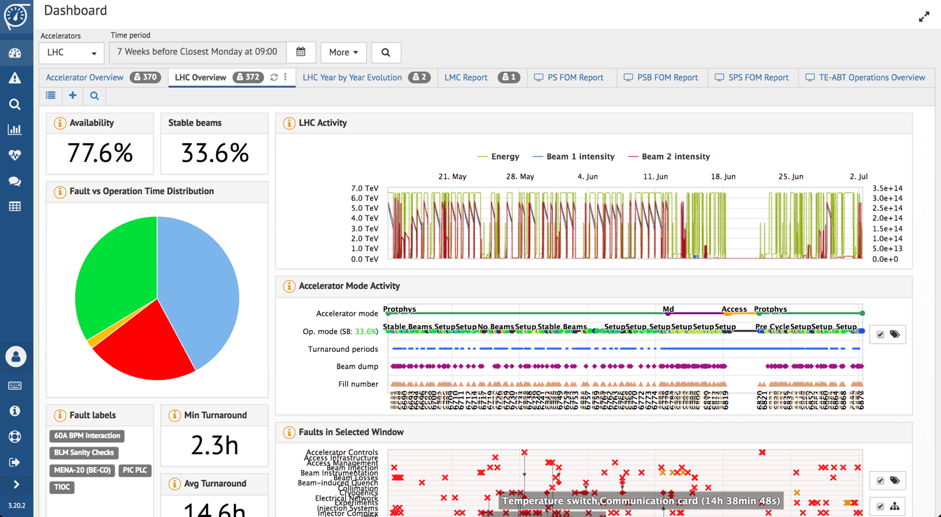 Dashboard
Accelerators
Time period
LHC
7 Weeks before Closest Monday at 09:00
More
Accelerator Overview 370
LHC Overview 372
LHC Year by Year Evolution 2
LMC Report 1
PS FOM Report
PSB FOM Report
SPS FOM Report
TE-ABT Operations Overview
Availability
77.6%
Stable beams
33.6%
Fault vs Operation Time Distribution
Fault labels
60A BPM Interaction
BLM Sanity Checks
MENA-20 (BE-CO)
PIC PLC
TIOC
Min Turnaround
2.3h
Avg Turnaround
14.6h
LHC Activity
Energy
Beam 1 intensity
Beam 2 intensity
21. May
28. May
4. Jun
11. Jun
18. Jun
25. Jun
2. Jul
7.0 TeV
6.0 TeV
5.0 TeV
4.0 TeV
3.0 TeV
2.0 TeV
1.0 TeV
0.0 TeV
3.5e+14
3.0e+14
2.5e+14
2.0e+14
1.5e+14
1.0e+14
5.0e+13
0.0e+0
Accelerator Mode Activity
Accelerator mode
Protphys
Md
Access
Protphys
Op. mode (SB: 33.6%)
Stable Beams Setup Setup No Beams Setup Stable Beams Setup Setup Setup Setup Setup Setup Pre Cycle Setup Setup Setup
Turnaround periods
Beam dump
Fill number
Faults in Selected Window
Accelerator Controls
Access Infrastructure
Access Management
Beam Injection
Beam Instrumentation
Beam Losses
Beam-induced Quench
Collimation
Cryogenics
Electrical Network
Experiments
Injection Systems
Injector Complex
Temperature switch, Communication card (14h 38min 48s)
3.20.2